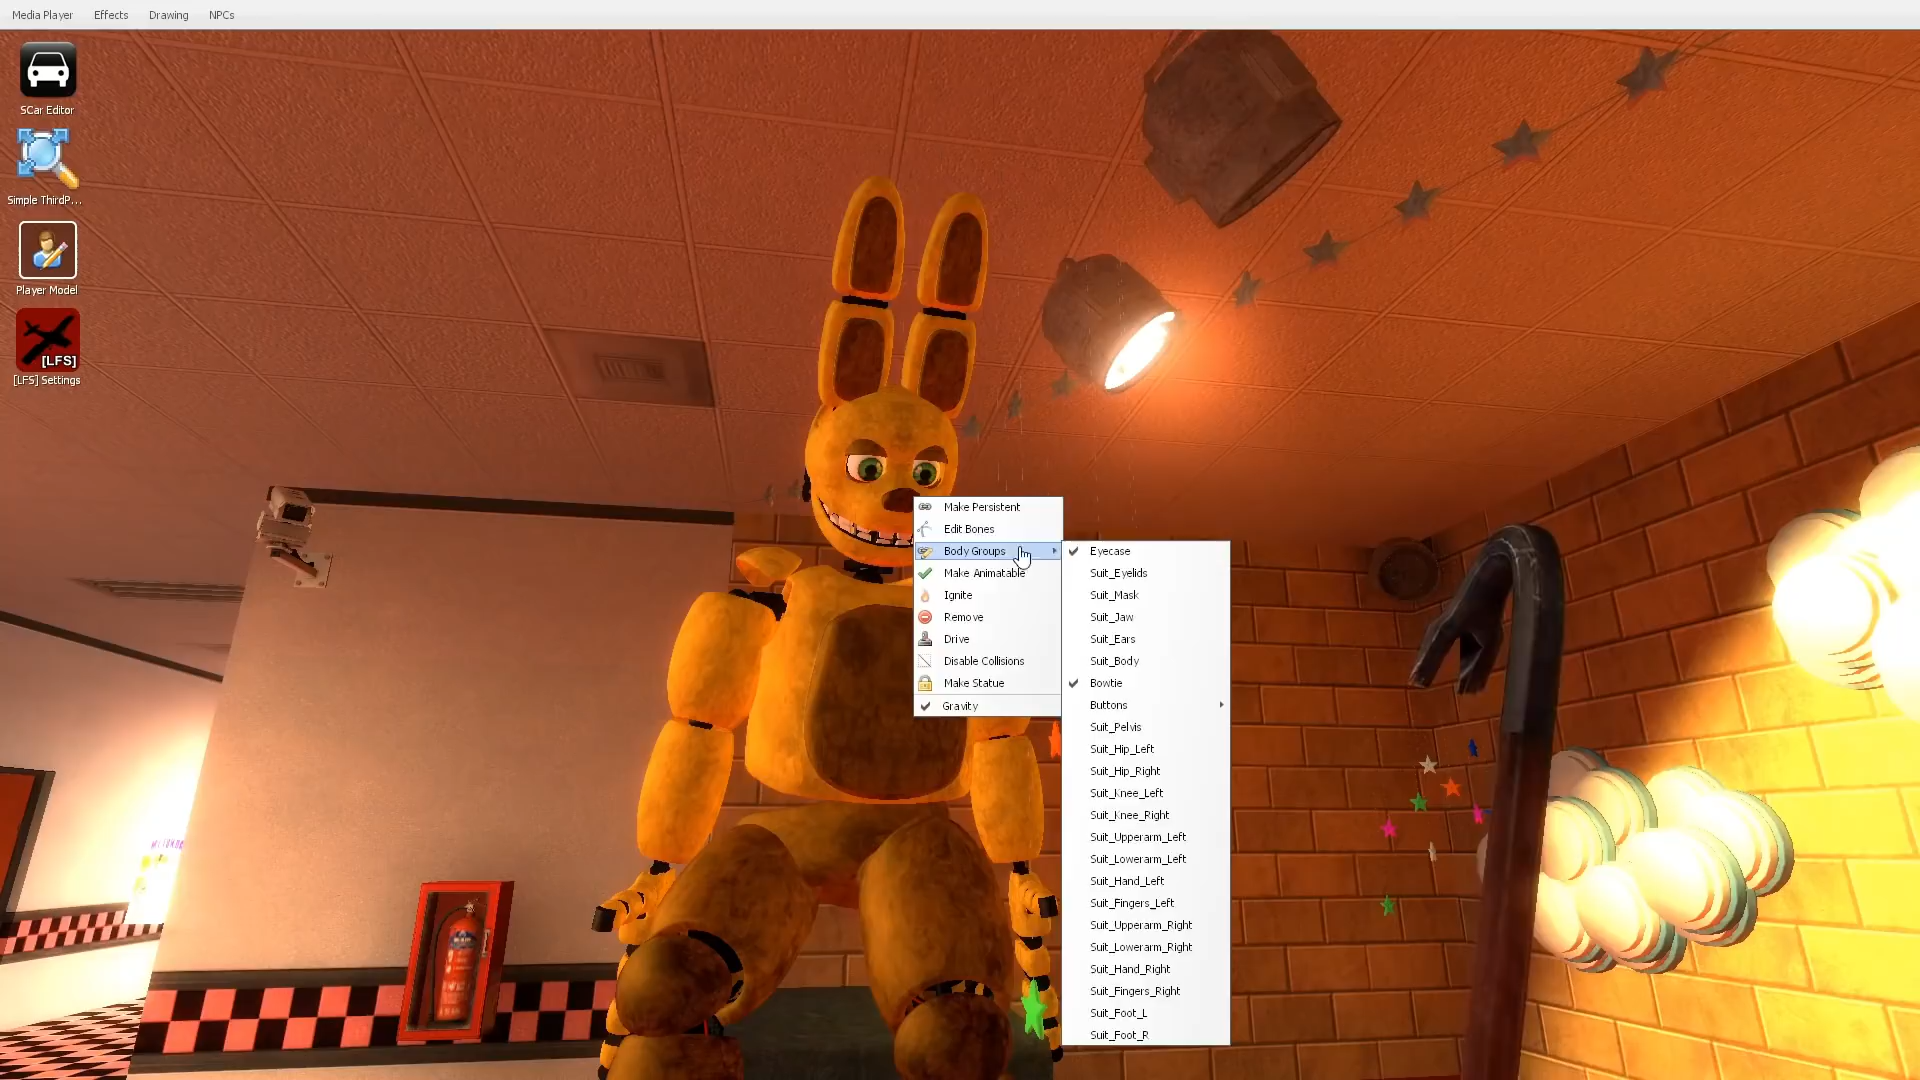 Media Player
Effects
Drawing
NPCs
SCar Editor
Simple ThirdP...
Player Model
[LFS]
[LFS] Settings
Make Persistent
Edit Bones
Body Groups
Make Animatable
Ignite
Remove
Drive
Disable Collisions
Make Statue
Gravity
Eyecase
Suit_Eyelids
Suit_Mask
Suit_Jaw
Suit_Ears
Suit_Body
Bowtie
Buttons
Suit_Pelvis
Suit_Hip_Left
Suit_Hip_Right
Suit_Knee_Left
Suit_Knee_Right
Suit_Upperarm_Left
Suit_Lowerarm_Left
Suit_Hand_Left
Suit_Fingers_Left
Suit_Upperarm_Right
Suit_Lowerarm_Right
Suit_Hand_Right
Suit_Fingers_Right
Suit_Foot_L
Suit_Foot_R